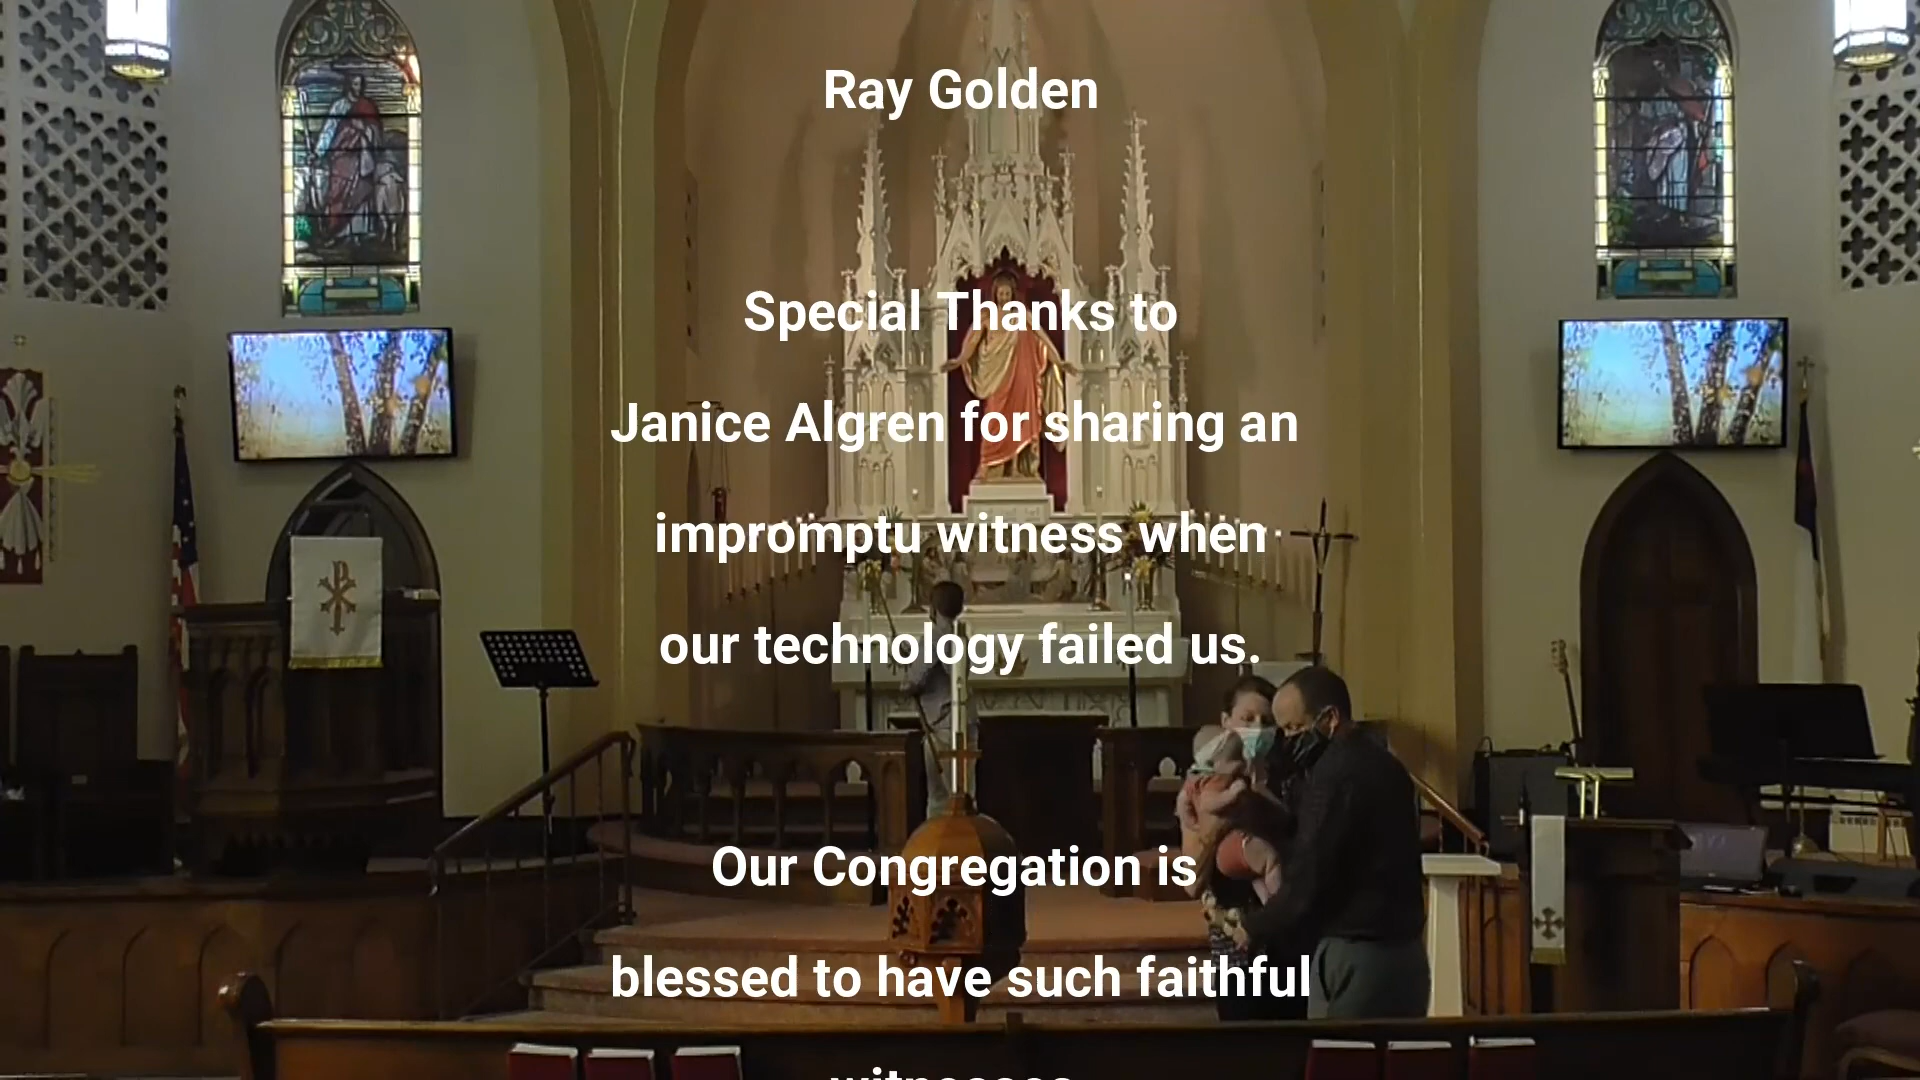 Ray Golden
Special Thanks to
Janice Algren for sharing an
impromptu witness when
our technology failed us.
Our Congregation is
blessed to have such faithful
witnesses